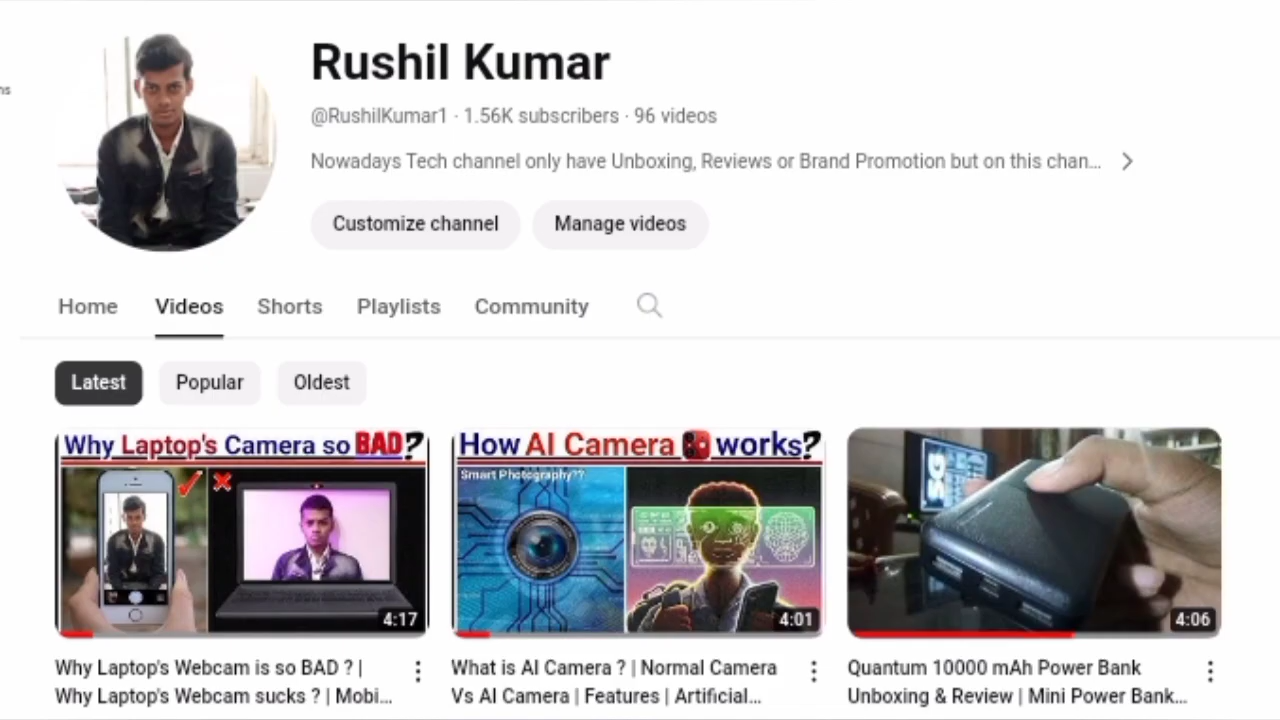 ns
Rushil Kumar
@RushilKumar1 · 1.56K subscribers · 96 videos
Nowadays Tech channel only have Unboxing, Reviews or Brand Promotion but on this chan...
Customize channel
Manage videos
Home Videos Shorts Playlists Community
Latest Popular Oldest
Why Laptop's Camera so BAD?
4:17
How AI Camera works?
Smart Photography??
4:01
4:06
Why Laptop's Webcam is so BAD ? |
Why Laptop's Webcam sucks ? | Mobi...
What is AI Camera ? | Normal Camera
Vs AI Camera | Features | Artificial...
Quantum 10000 mAh Power Bank
Unboxing & Review | Mini Power Bank...